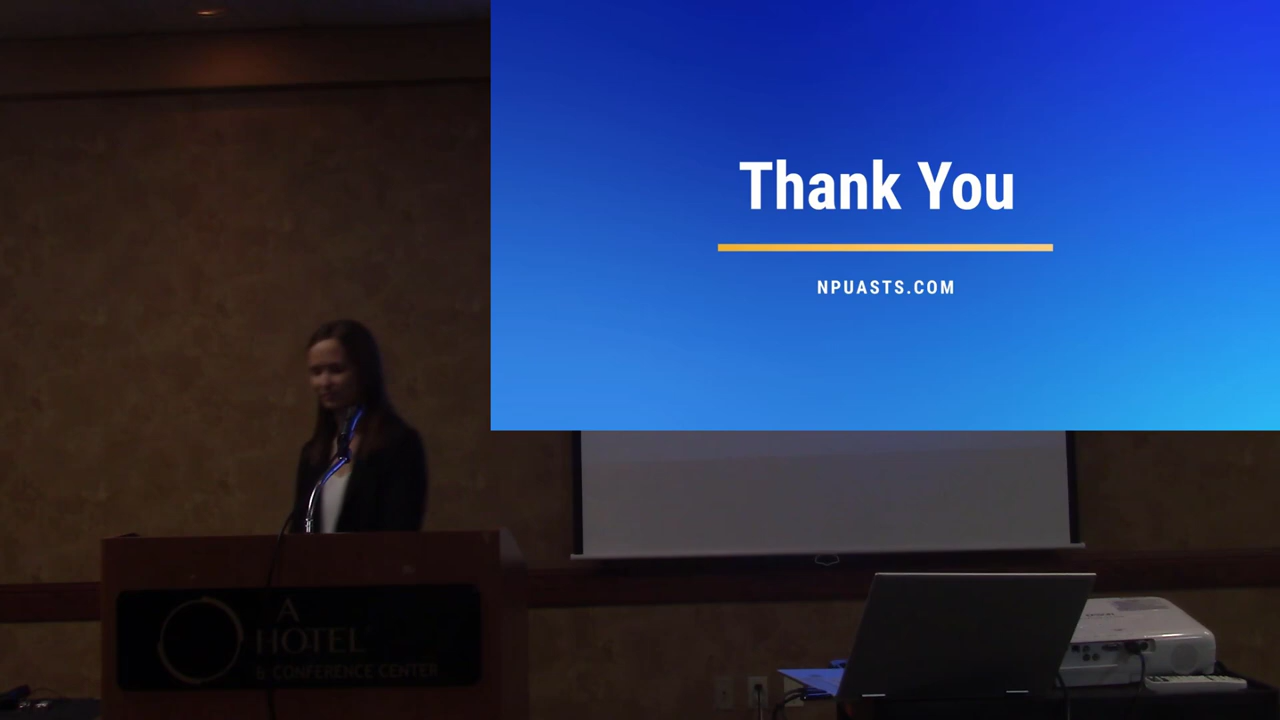 Thank You
NPUASTS.COM
A
HOTEL
& CONFERENCE CENTER